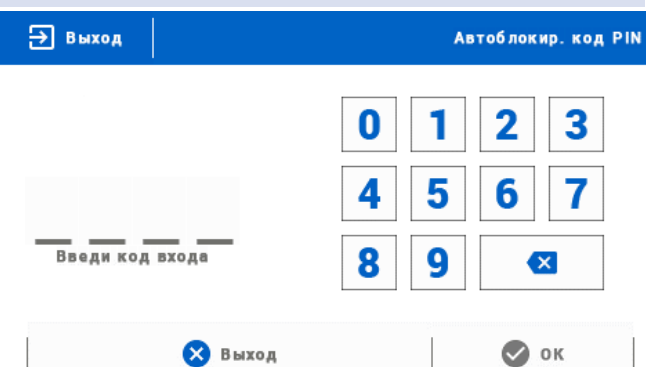 Выход
Автоблокир. код PIN
0 1 2 3
4 5 6 7
8 9
Введи код входа
Выход
OK